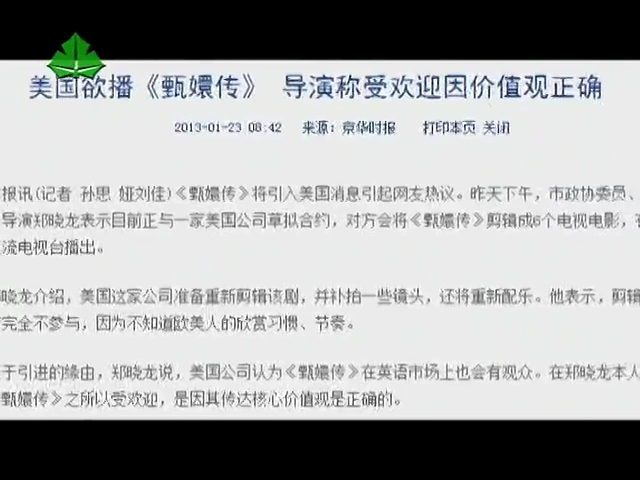 美国欲播《甄嬛传》 导演称受欢迎因价值观正确
2013-01-23 08:42 来源：京华时报 打印本页 关闭
报讯(记者 孙思 娅刘佳)《甄嬛传》将引入美国消息引起网友热议。昨天下午，市政协委员、
导演郑晓龙表示目前正与一家美国公司草拟合约，对方会将《甄嬛传》剪辑成6个电视电影，
流电视台播出。
晓龙介绍，美国这家公司准备重新剪辑该剧，并补拍一些镜头，还将重新配乐。他表示，剪辑
完全不参与，因为不知道欧美人的欣赏习惯、节奏。
于引进的缘由，郑晓龙说，美国公司认为《甄嬛传》在英语市场上也会有观众。在郑晓龙本人
甄嬛传》之所以受欢迎，是因其传达核心价值观是正确的。